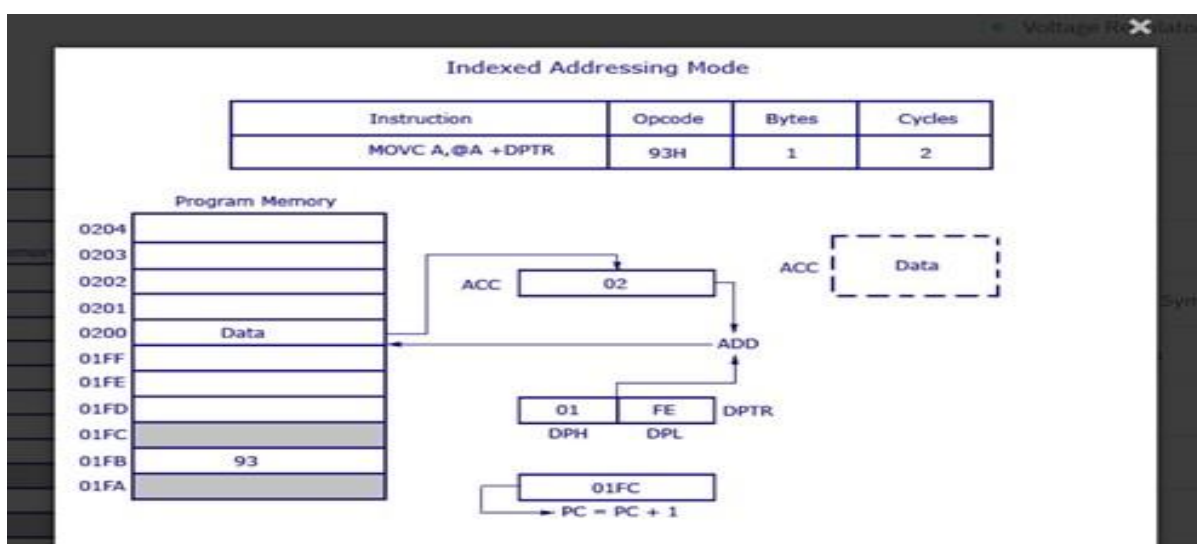 Voltage Regulator
Indexed Addressing Mode
Instruction Opcode Bytes Cycles
MOVC A,@A +DPTR 93H 1 2
Program Memory
0204
0203
0202
0201
0200 Data
01FF
01FE
01FD
01FC
01FB 93
01FA
ACC 02
ACC Data
ADD
01 FE DPTR
DPH DPL
01FC
PC = PC + 1
Sym